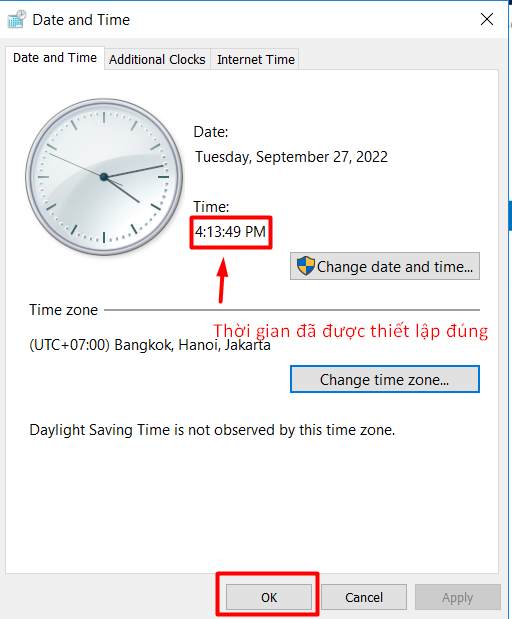 Date and Time
Date and Time
Additional Clocks
Internet Time
Date:
Tuesday, September 27, 2022
Time:
4:13:49 PM
Change date and time...
Time zone
Thời gian đã được thiết lập đúng
(UTC+07:00) Bangkok, Hanoi, Jakarta
Change time zone...
Daylight Saving Time is not observed by this time zone.
OK
Cancel
Apply